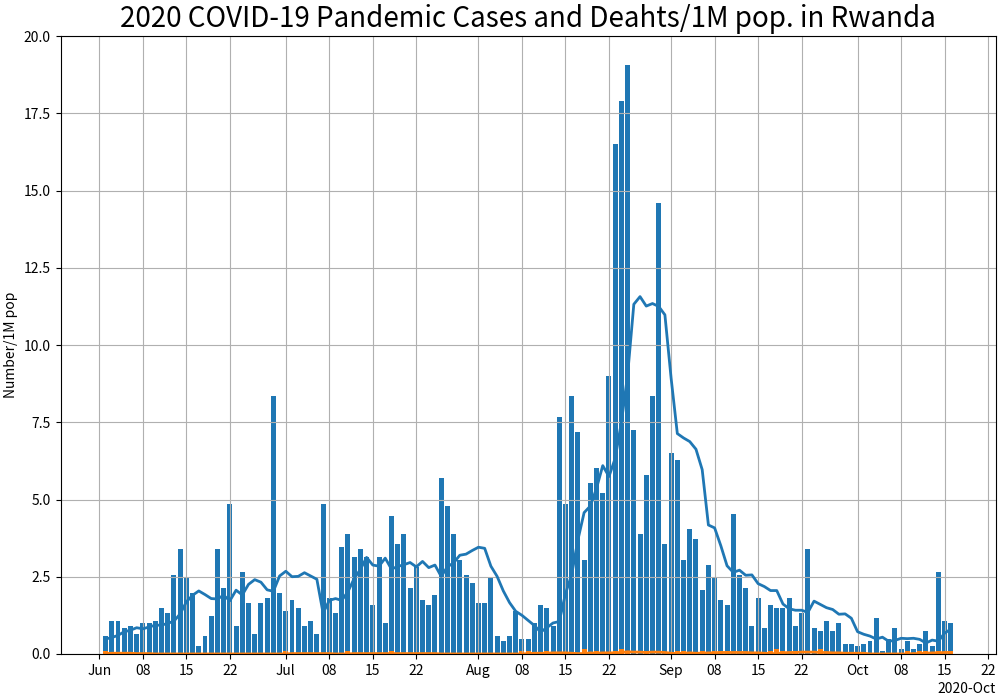 2020 COVID-19 Pandemic Cases and Deahts/1M pop. in Rwanda
20.0
17.5
15.0
12.5
10.0
7.5
5.0
2.5
0.0
Number/1M pop
Jun 08 15 22 Jul 08 15 22 Aug 08 15 22 Sep 08 15 22 Oct 08 15 22
2020-Oct